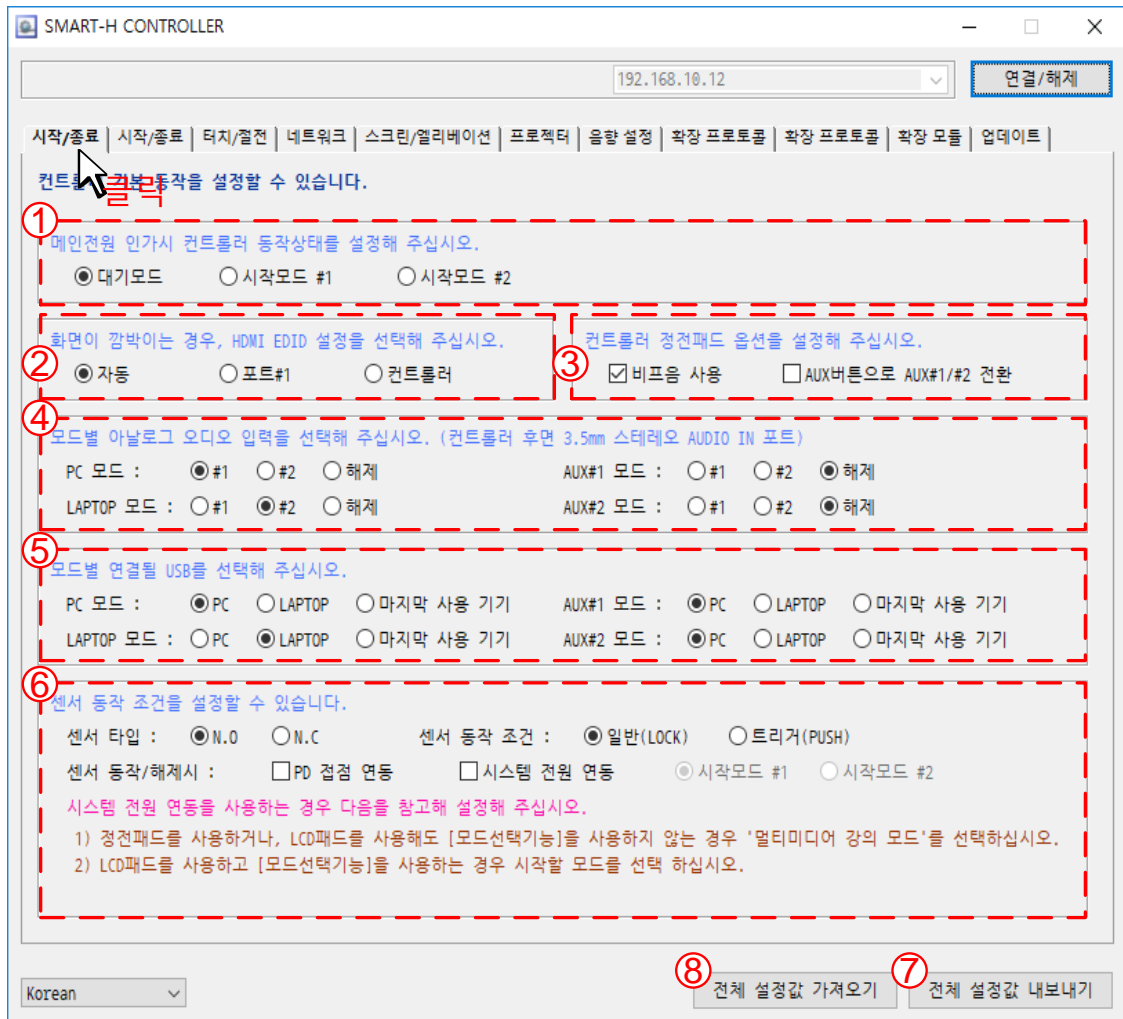 SMART-H CONTROLLER
192.168.10.12
연결/해제
시작/종료 시작/종료 터치/절전 네트워크 스크린/엘리베이션 프로젝터 음향 설정 확장 프로토콜 확장 프로토콜 확장 모듈 업데이트
클릭
동작을 설정할 수 있습니다.
①
메인전원 인가시 컨트롤러 동작상태를 설정해 주십시오.
대기모드 시작모드 #1 시작모드 #2
②
화면이 깜박이는 경우, HDMI EDID 설정을 선택해 주십시오.
자동 포트#1 컨트롤러
③
컨트롤러 정전패드 옵션을 설정해 주십시오.
비프음 사용 AUX버튼으로 AUX#1/#2 전환
④
모드별 아날로그 오디오 입력을 선택해 주십시오. (컨트롤러 후면 3.5mm 스테레오 AUDIO IN 포트)
PC 모드 : #1 #2 해제 AUX#1 모드 : #1 #2 해제
LAPTOP 모드 : #1 #2 해제 AUX#2 모드 : #1 #2 해제
⑤
모드별 연결될 USB를 선택해 주십시오.
PC 모드 : PC LAPTOP 마지막 사용 기기 AUX#1 모드 : PC LAPTOP 마지막 사용 기기
LAPTOP 모드 : PC LAPTOP 마지막 사용 기기 AUX#2 모드 : PC LAPTOP 마지막 사용 기기
⑥
센서 동작 조건을 설정할 수 있습니다.
센서 타입 : N.O N.C 센서 동작 조건 : 일반(LOCK) 트리거(PUSH)
센서 동작/해제시 : PD 접점 연동 시스템 전원 연동 시작모드 #1 시작모드 #2
시스템 전원 연동을 사용하는 경우 다음을 참고해 설정해 주십시오.
1) 정전패드를 사용하거나, LCD패드를 사용해도 [모드선택기능]을 사용하지 않는 경우 '멀티미디어 강의 모드'를 선택하십시오.
2) LCD패드를 사용하고 [모드선택기능]을 사용하는 경우 시작할 모드를 선택 하십시오.
Korean
⑧ 전체 설정값 가져오기
⑦ 전체 설정값 내보내기